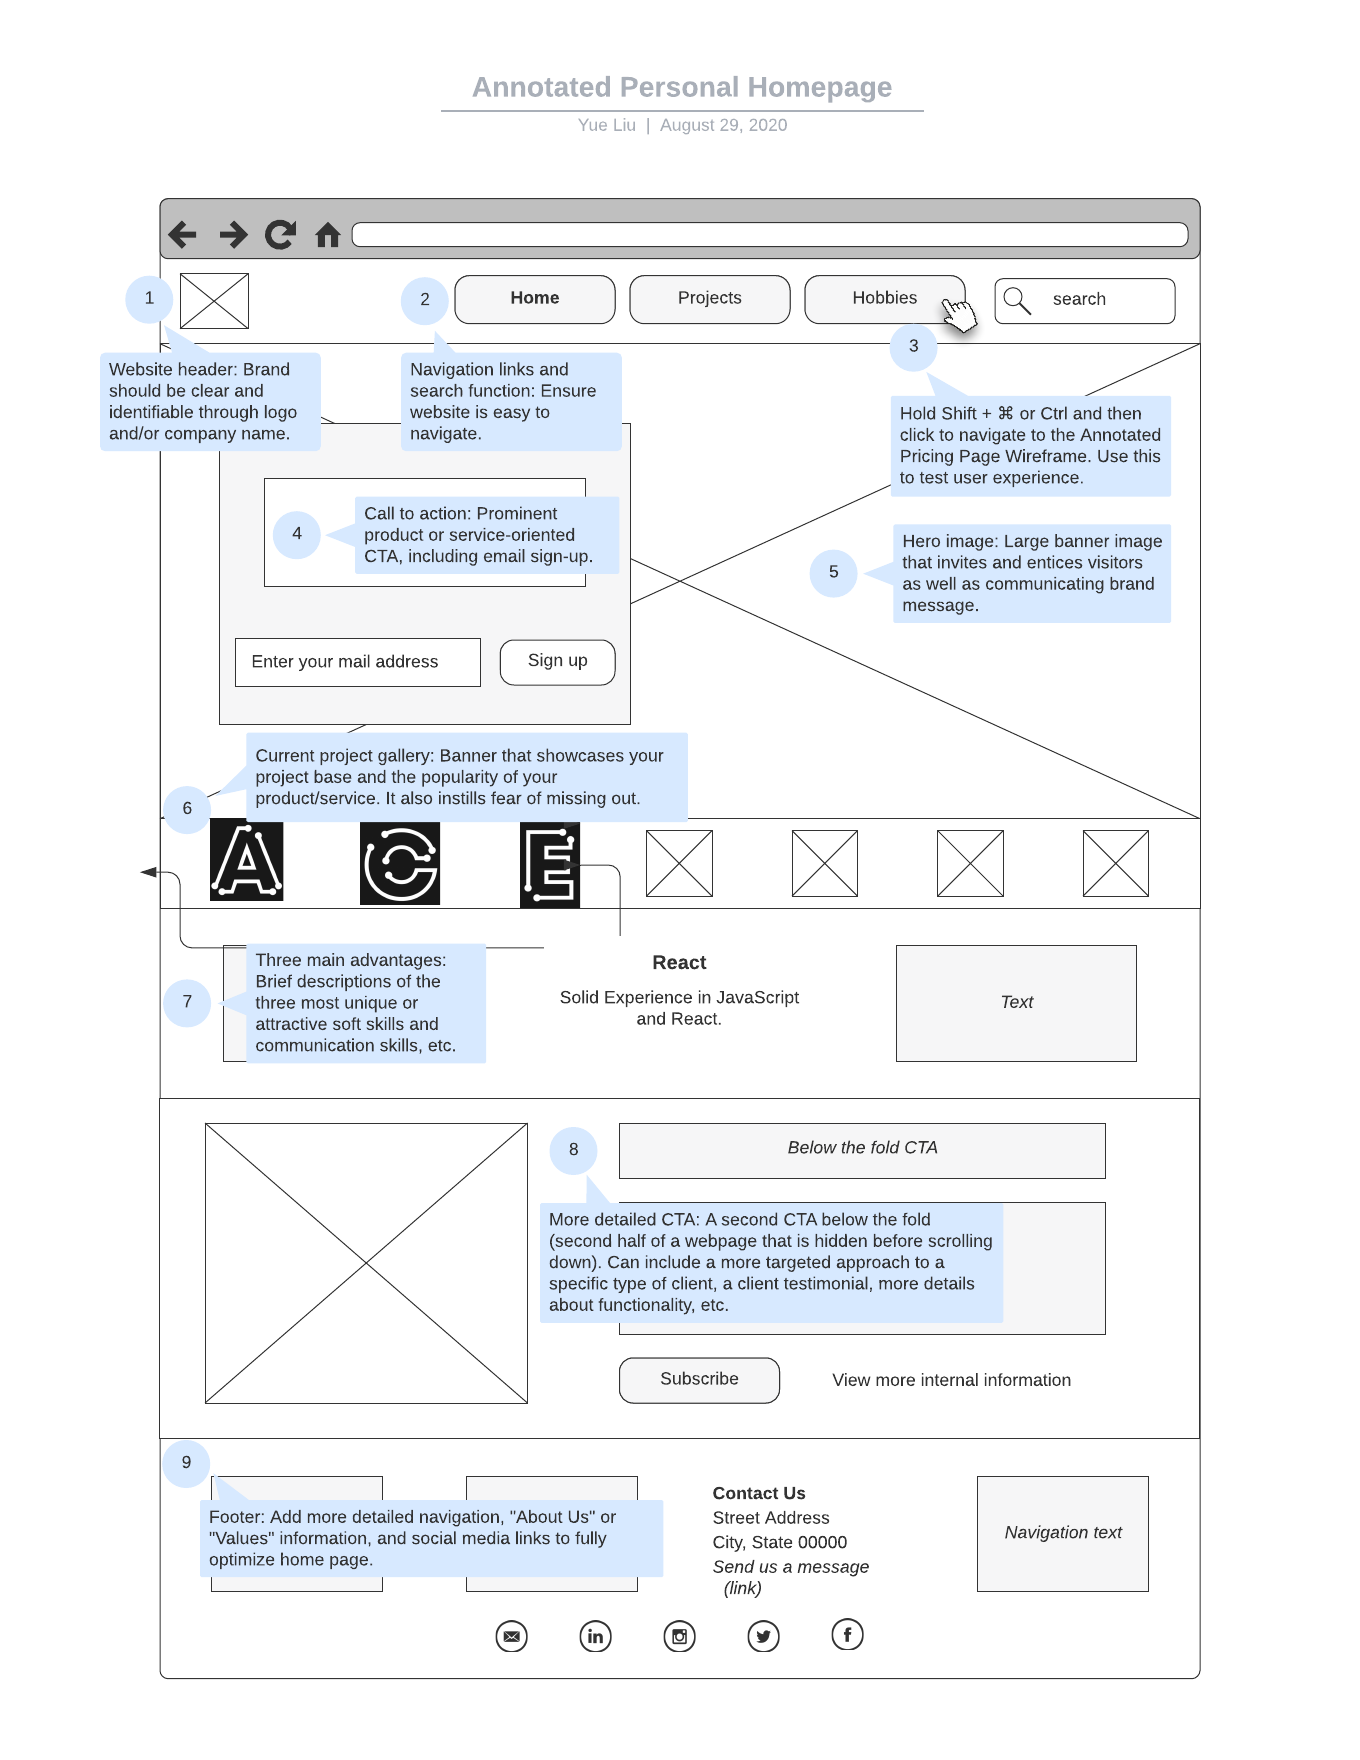 Annotated Personal Homepage
Yue Liu | August 29, 2020
1
2
Home
Projects
Hobbies
search
3
Website header: Brand
should be clear and
identifiable through logo
and/or company name.
Navigation links and
search function: Ensure
website is easy to
navigate.
Hold Shift + ⌘ or Ctrl and then
click to navigate to the Annotated
Pricing Page Wireframe. Use this
to test user experience.
4
Call to action: Prominent
product or service-oriented
CTA, including email sign-up.
5
Hero image: Large banner image
that invites and entices visitors
as well as communicating brand
message.
Enter your mail address
Sign up
Current project gallery: Banner that showcases your
project base and the popularity of your
product/service. It also instills fear of missing out.
6
A
C
E
7
Three main advantages:
Brief descriptions of the
three most unique or
attractive soft skills and
communication skills, etc.
React
Solid Experience in JavaScript
and React.
Text
8
Below the fold CTA
More detailed CTA: A second CTA below the fold
(second half of a webpage that is hidden before scrolling
down). Can include a more targeted approach to a
specific type of client, a client testimonial, more details
about functionality, etc.
Subscribe
View more internal information
9
Footer: Add more detailed navigation, "About Us" or
"Values" information, and social media links to fully
optimize home page.
Contact Us
Street Address
City, State 00000
Send us a message
(link)
Navigation text
in
f